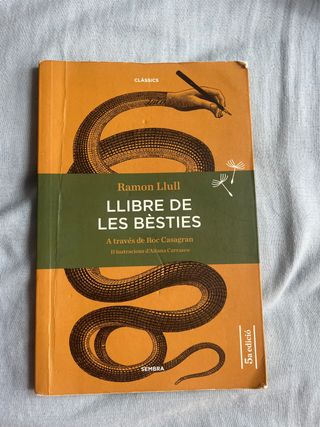 CLÀSSICS
Ramon Llull
LLIBRE DE
LES BÈSTIES
A través de Roc Casagran
Il·lustracions d'Aitana Carrasco
5a edició
SEMBRA